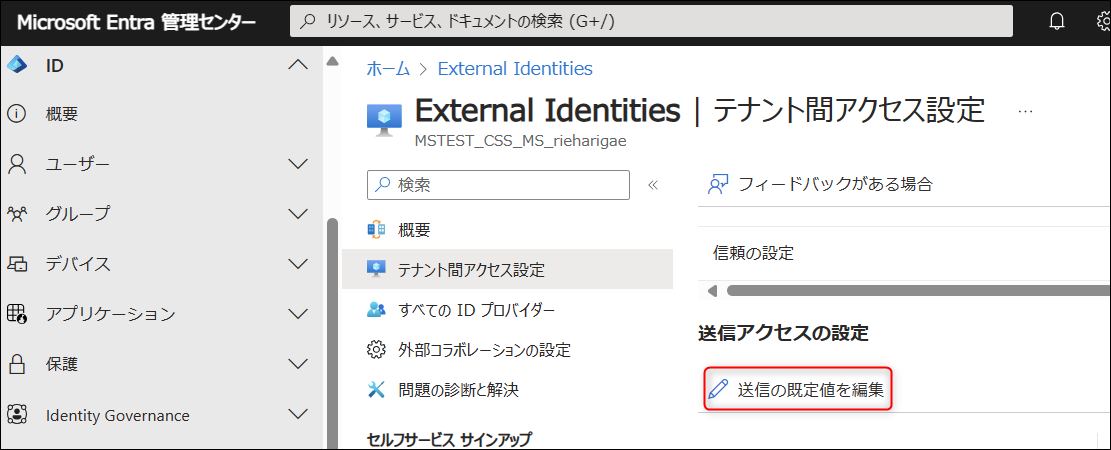 Microsoft Entra 管理センター
リソース、サービス、ドキュメントの検索 (G+/)
ID
概要
ユーザー
グループ
デバイス
アプリケーション
保護
Identity Governance
ホーム > External Identities
External Identities | テナント間アクセス設定 ...
MSTEST_CSS_MS_rieharigae
検索
概要
テナント間アクセス設定
すべての ID プロバイダー
外部コラボレーションの設定
問題の診断と解決
セルフサービス サインアップ
フィードバックがある場合
信頼の設定
送信アクセスの設定
送信の既定値を編集